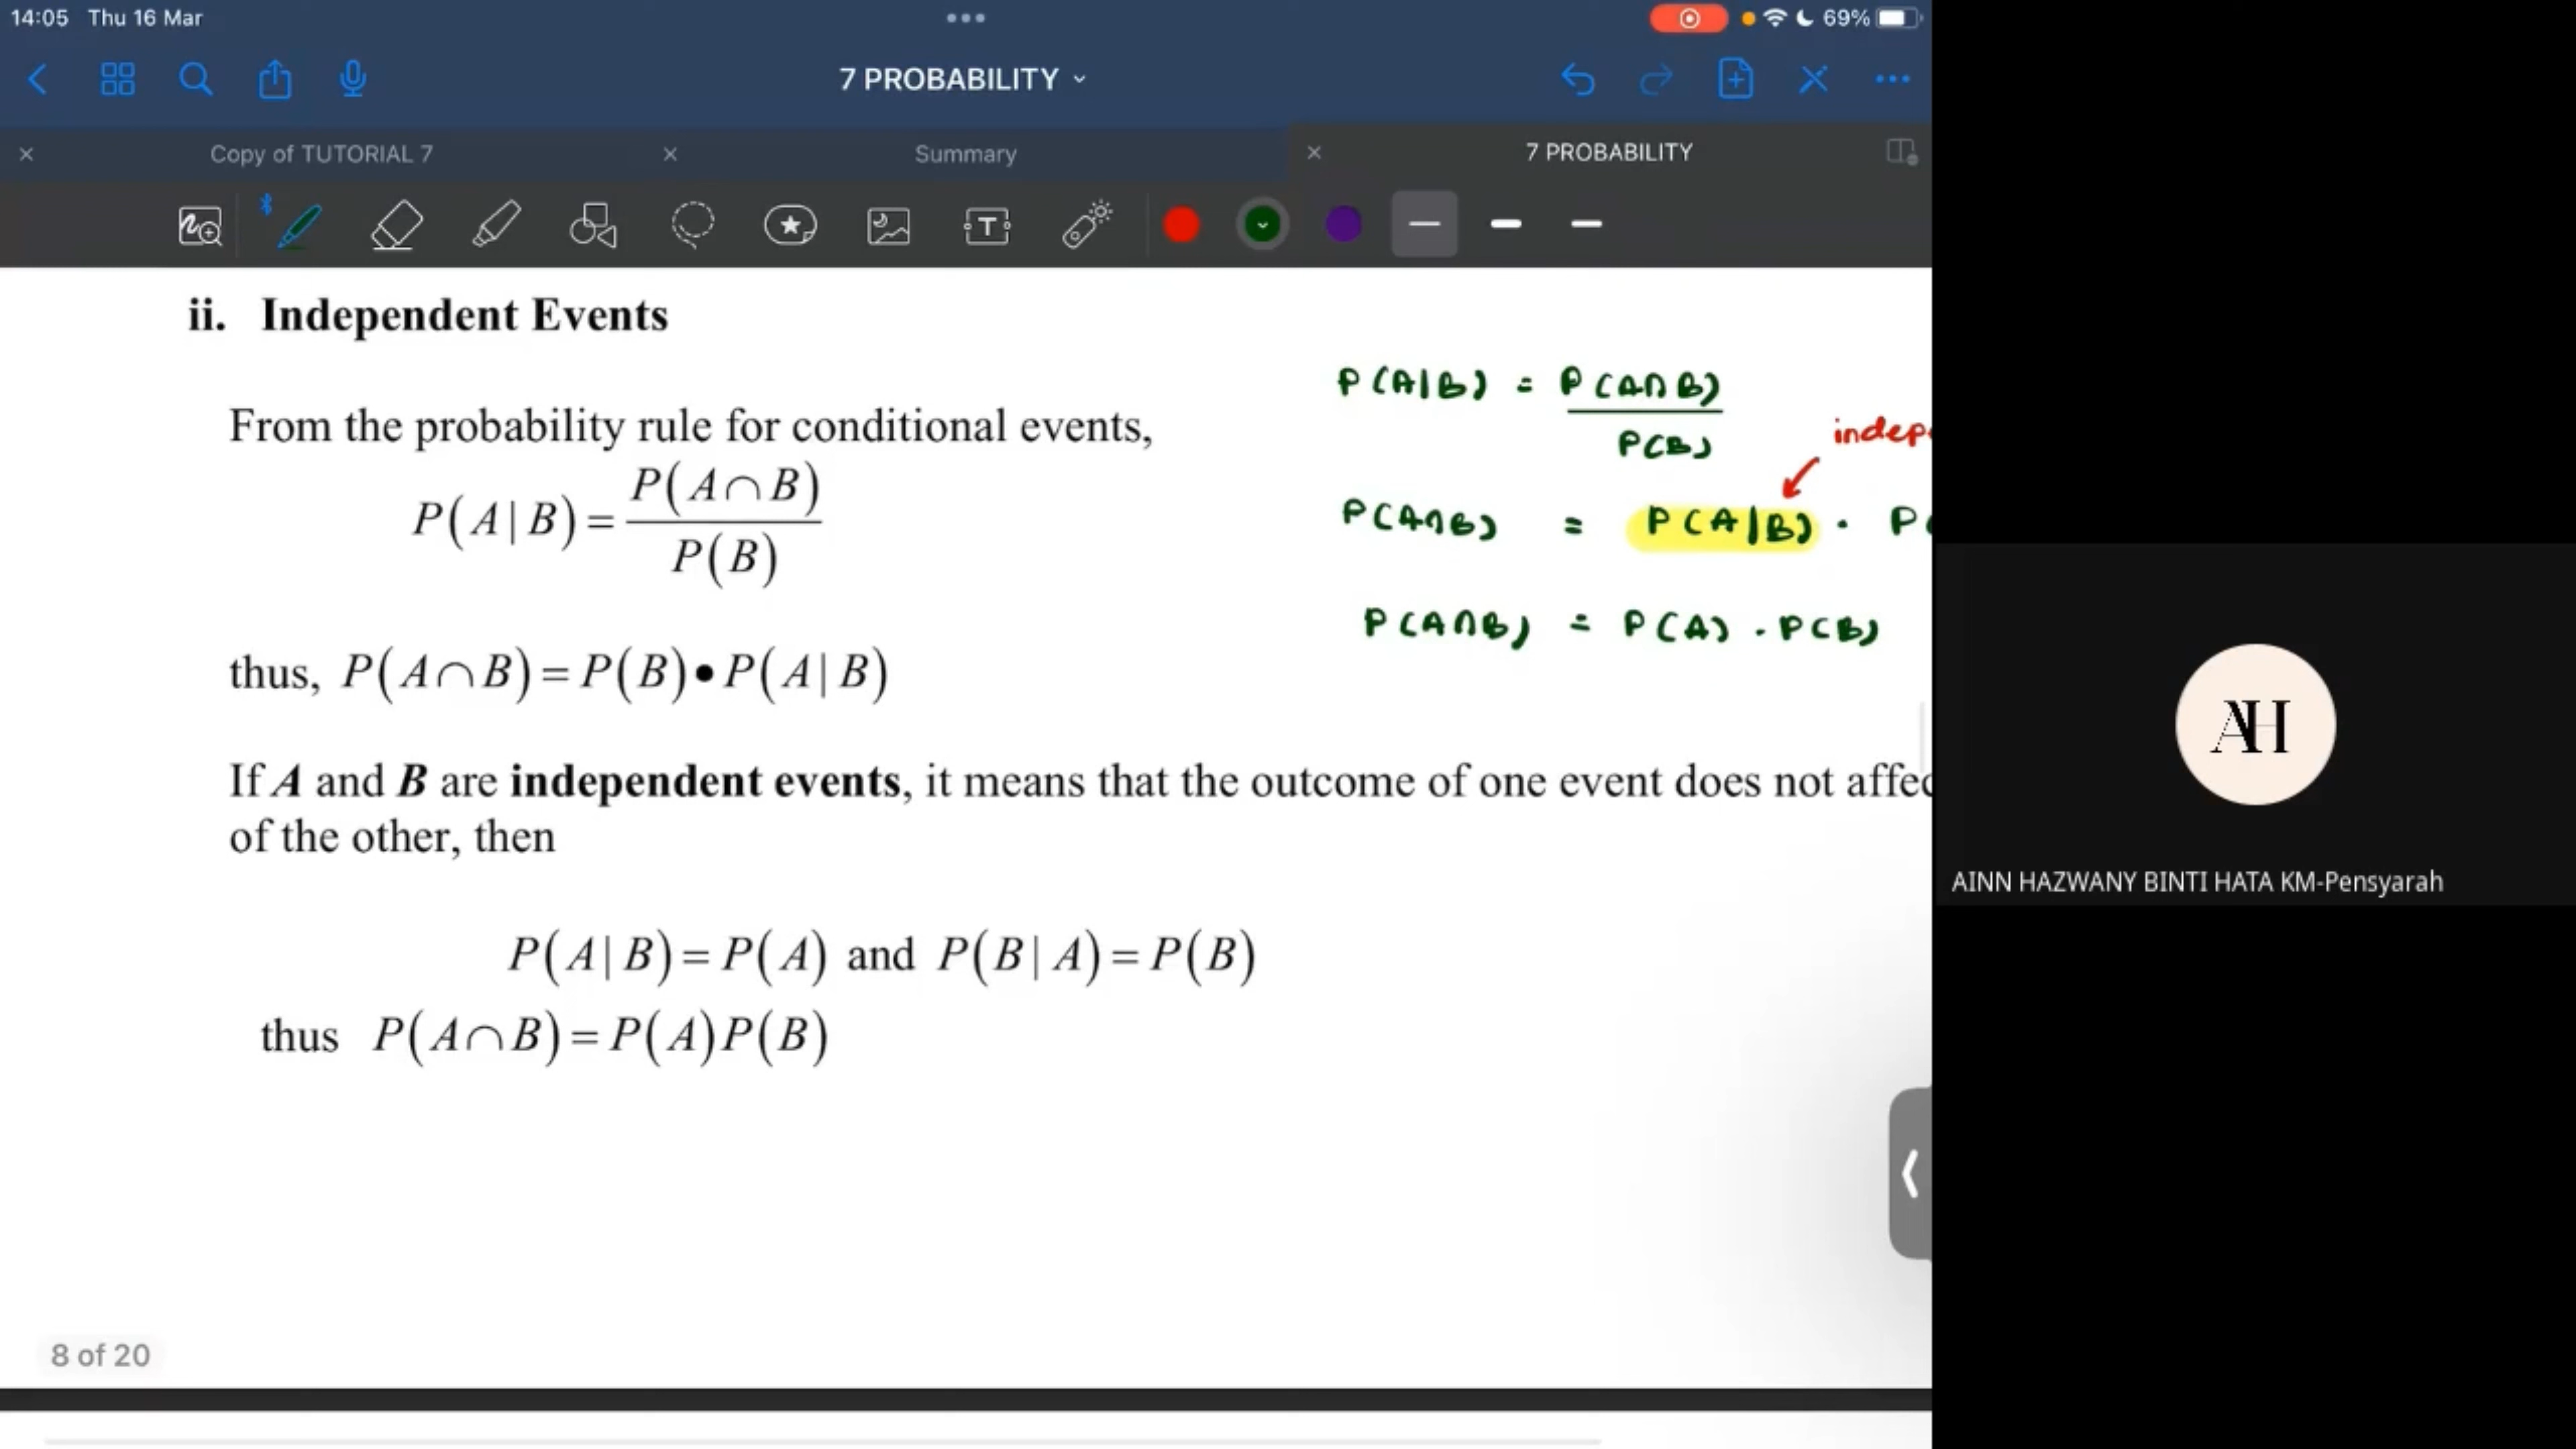 14:05 Thu 16 Mar
69%
7 PROBABILITY
Copy of TUTORIAL 7
Summary
7 PROBABILITY
ii. Independent Events
From the probability rule for conditional events,
P(A|B) = P(A∩B) / P(B)
thus, P(A∩B) = P(B)•P(A|B)
If A and B are independent events, it means that the outcome of one event does not affec
of the other, then
P(A|B) = P(A) and P(B|A) = P(B)
thus P(A∩B) = P(A)P(B)
P(A|B) = P(A∩B) / P(B)
indep
P(A∩B) = P(A|B) · P(
P(A∩B) = P(A) . P(B)
8 of 20
AH
AINN HAZWANY BINTI HATA KM-Pensyarah